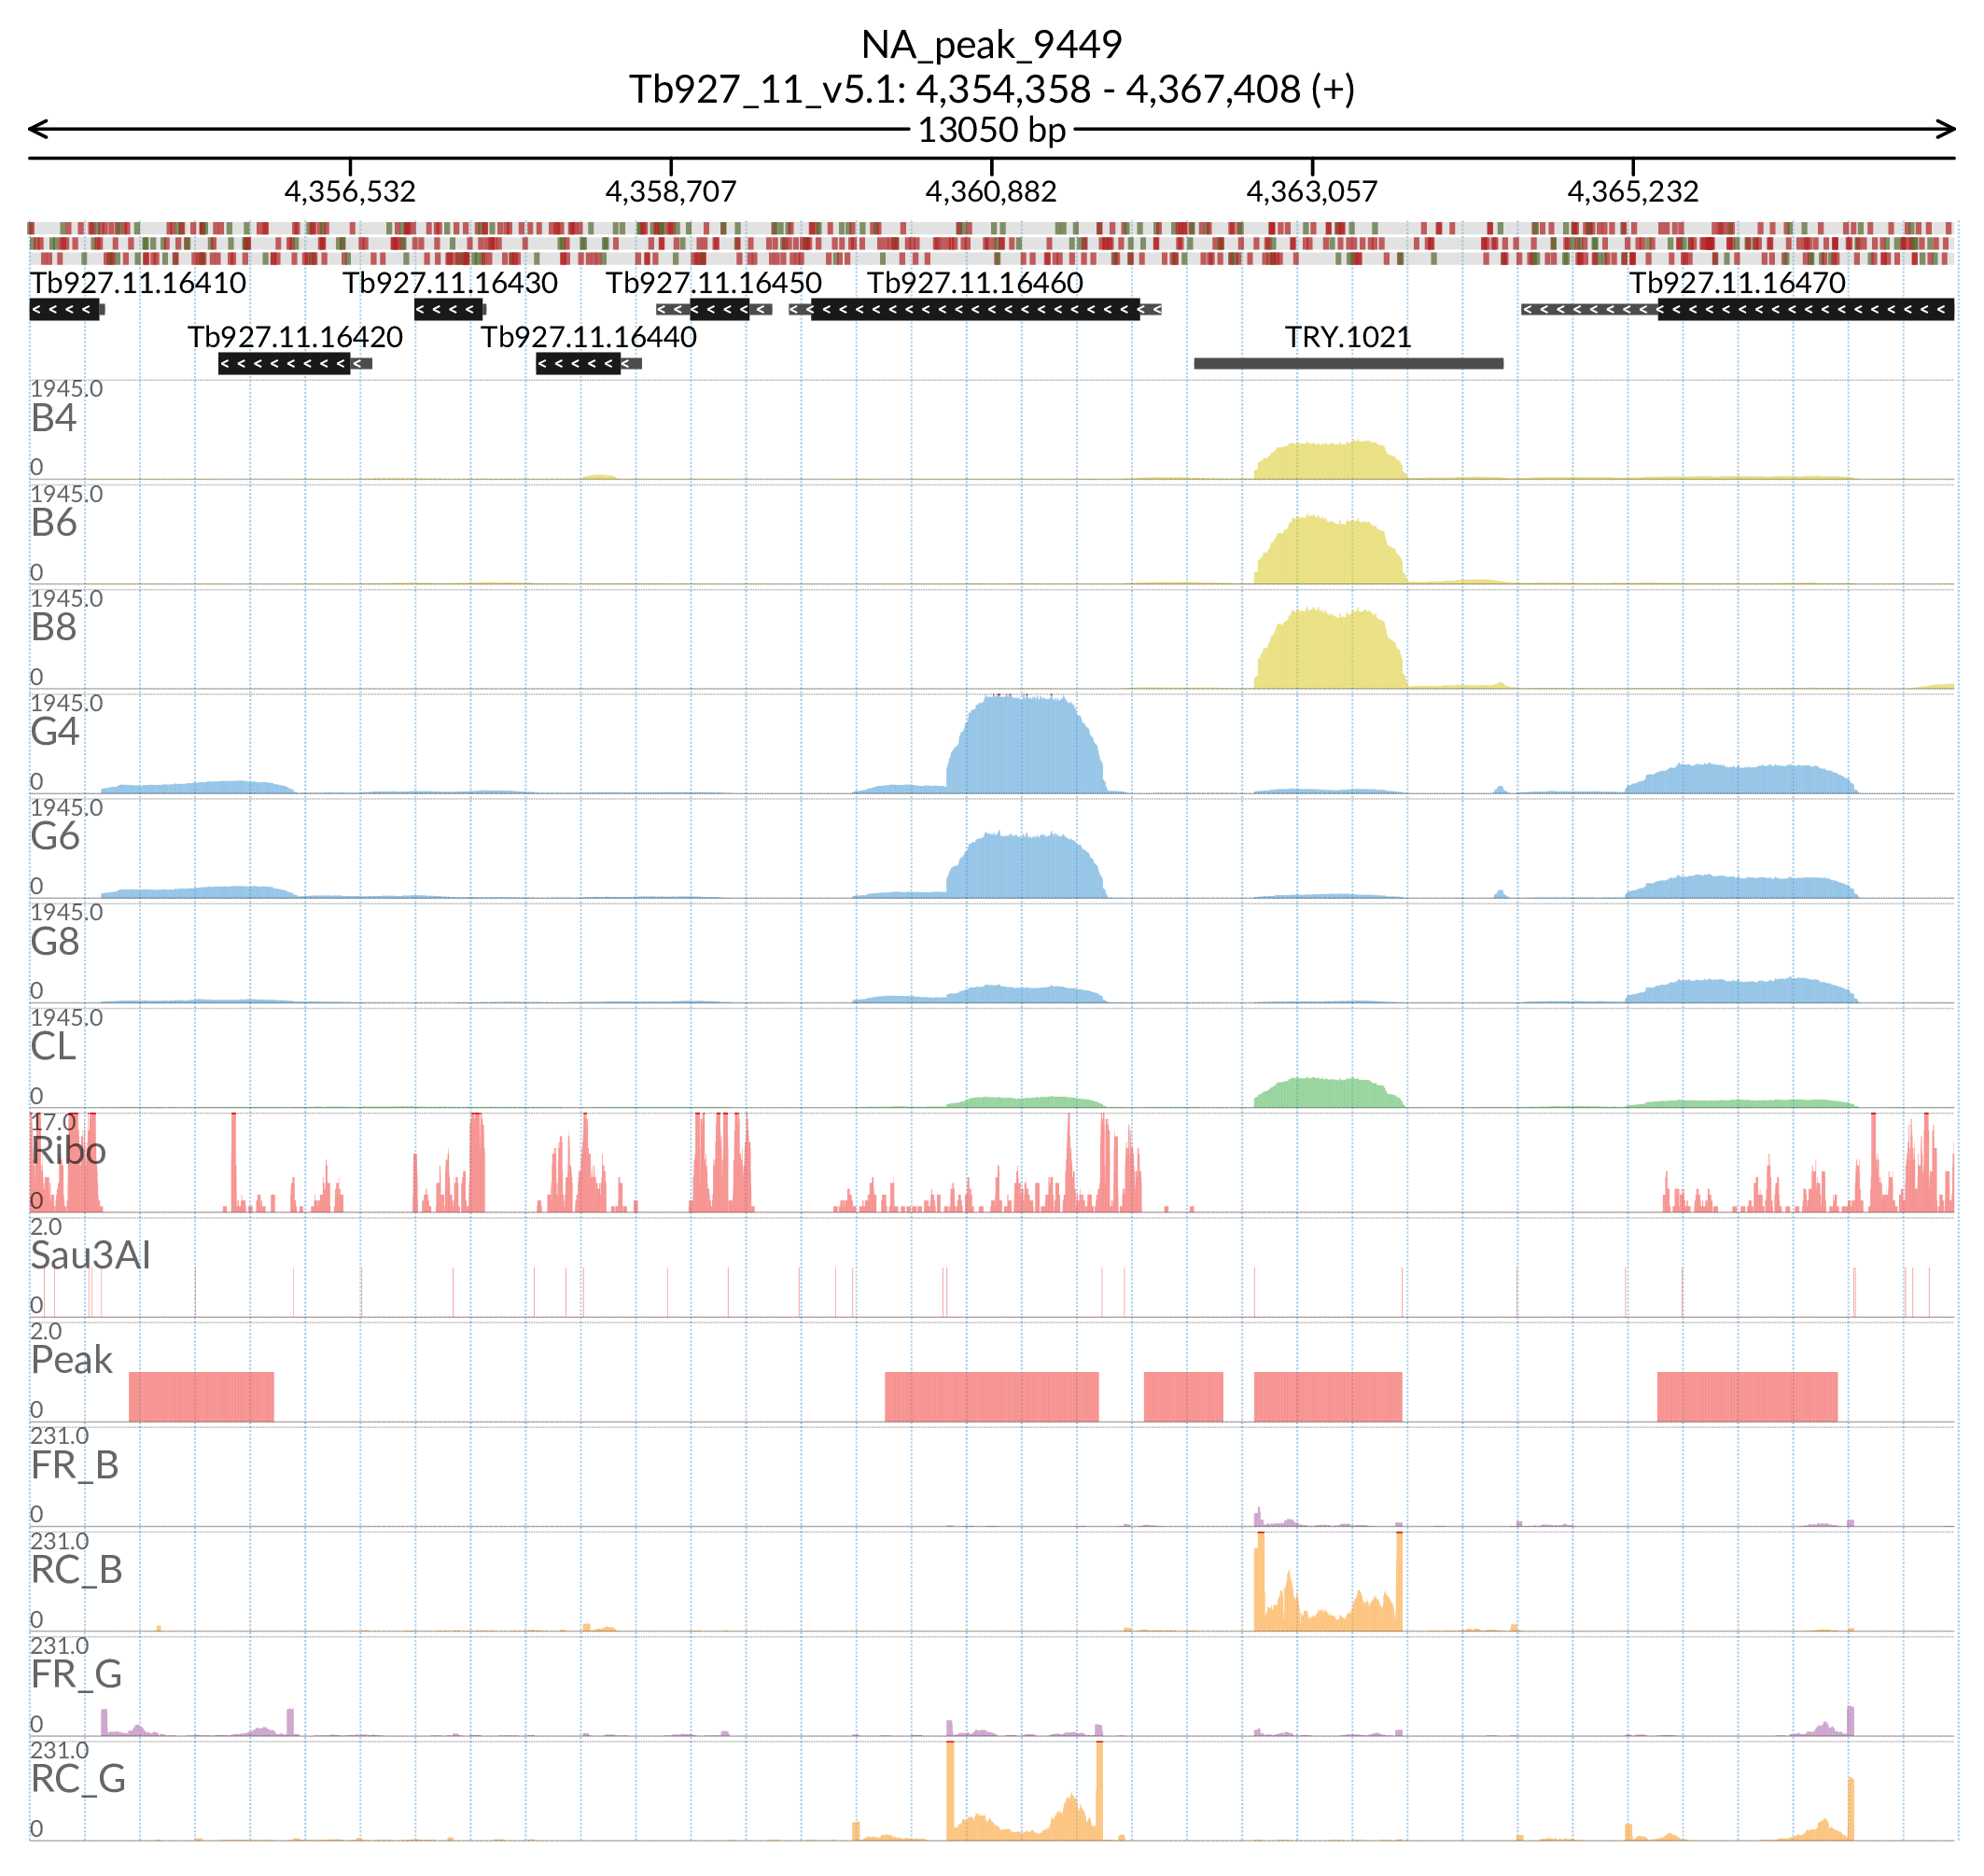 NA_peak_9449
Tb927_11_v5.1: 4,354,358 - 4,367,408 (+)
13050 bp
4,356,532 4,358,707 4,360,882 4,363,057 4,365,232
Tb927.11.16410 Tb927.11.16430 Tb927.11.16450 Tb927.11.16460 Tb927.11.16470
Tb927.11.16420 Tb927.11.16440 TRY.1021
1945.0
B4
0
1945.0
B6
0
1945.0
B8
0
1945.0
G4
0
1945.0
G6
0
1945.0
G8
0
1945.0
CL
0
17.0
Ribo
0
2.0
Sau3AI
0
2.0
Peak
0
231.0
FR_B
0
231.0
RC_B
0
231.0
FR_G
0
231.0
RC_G
0